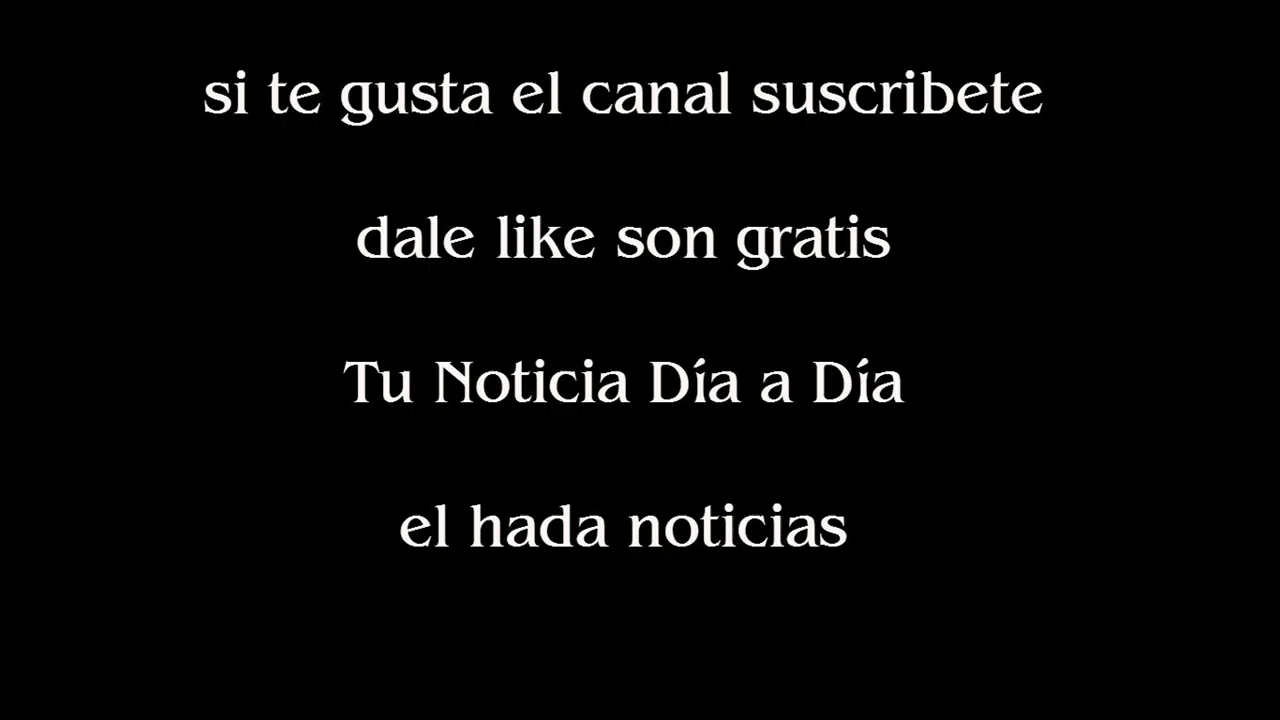 si te gusta el canal suscribete
dale like son gratis
Tu Noticia Día a Día
el hada noticias